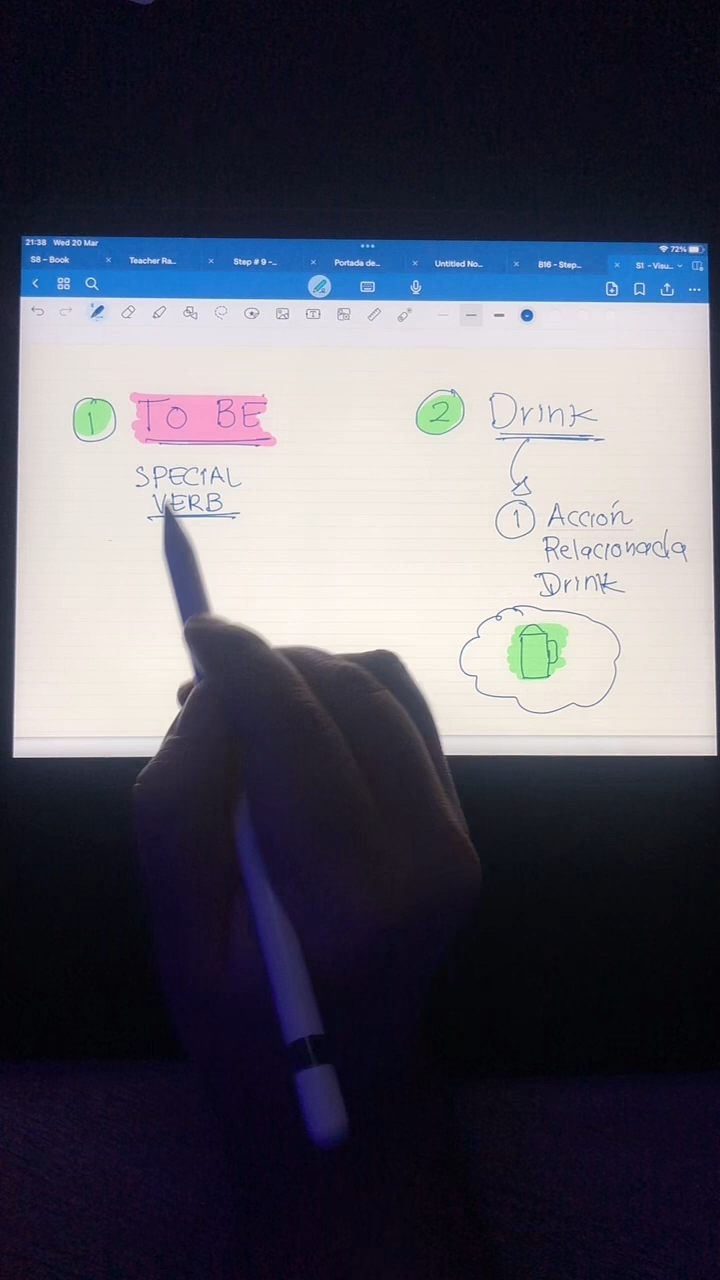 21:38 Wed 20 Mar
72%
S8 - Book
Teacher Ra...
Step # 9 -...
Portada de...
Untitled No...
B16 - Step...
S1 - Visu...
1 TO BE
SPECIAL
VERB
2 Drink
1 Acción
Relacionada
Drink